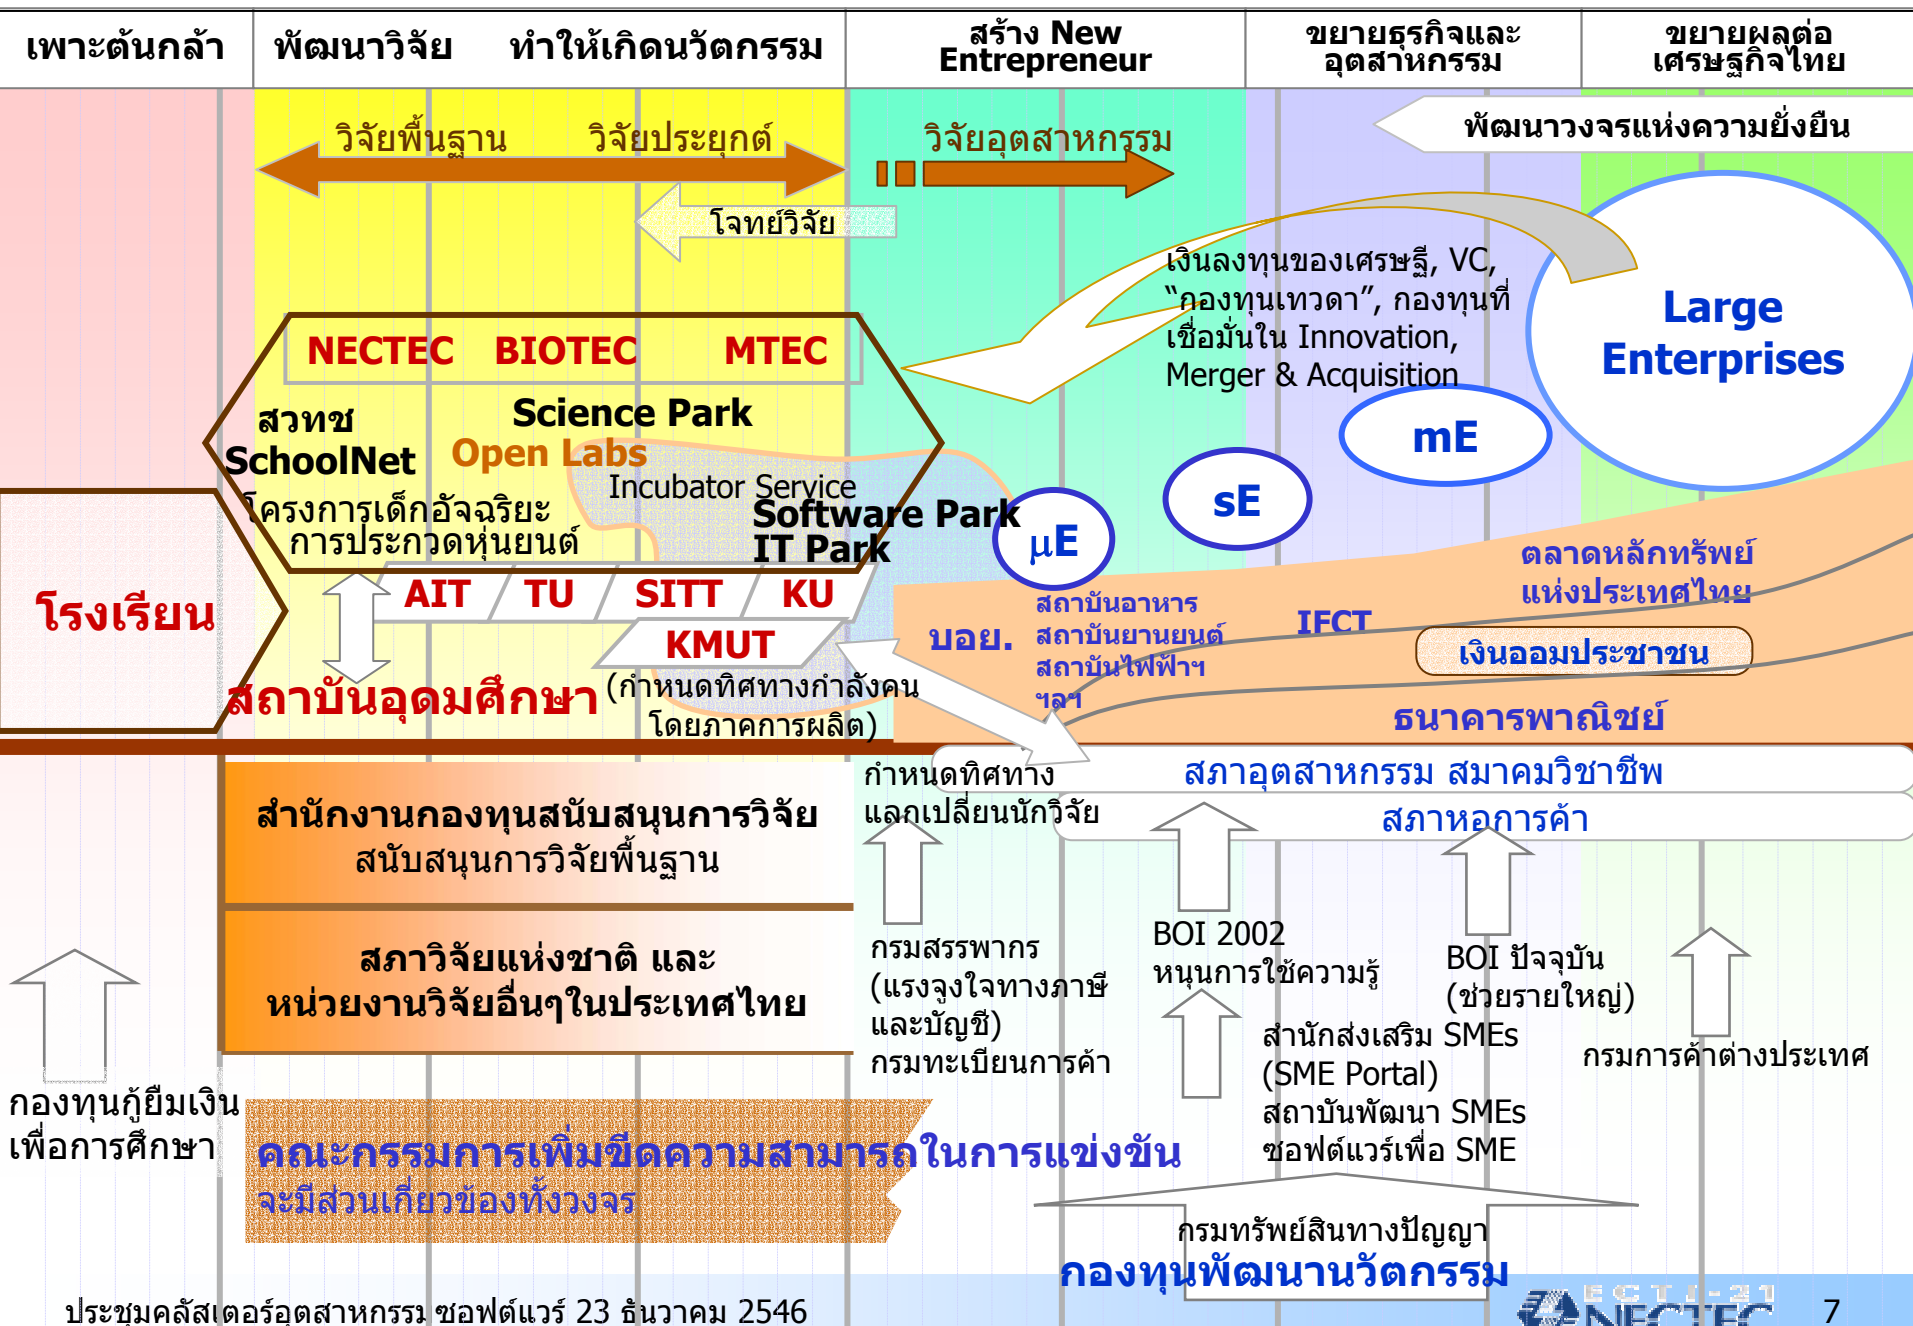 เพาะต้นกล้า
พัฒนาวิจัย ทำให้เกิดนวัตกรรม
สร้าง New
Entrepreneur
ขยายธุรกิจและ
อุตสาหกรรม
ขยายผลต่อ
เศรษฐกิจไทย
วิจัยพื้นฐาน
วิจัยประยุกต์
วิจัยอุตสาหกรรม
พัฒนาวงจรแห่งความยั่งยืน
โจทย์วิจัย
เงินลงทุนของเศรษฐี, VC,
“กองทุนเทวดา”, กองทุนที่
เชื่อมั่นใน Innovation,
Merger & Acquisition
Large
Enterprises
NECTEC BIOTEC MTEC
สวทช
SchoolNet
Science Park
Open Labs
Incubator Service
Software Park
IT Park
โครงการเด็กอัจฉริยะ
การประกวดหุ่นยนต์
mE
sE
μE
โรงเรียน
AIT TU SITT KU
KMUT
สถาบันอุดมศึกษา
(กำหนดทิศทางกำลังคน
โดยภาคการผลิต)
บอย.
สถาบันอาหาร
สถาบันยานยนต์
สถาบันไฟฟ้าฯ
ฯลฯ
IFCT
ตลาดหลักทรัพย์
แห่งประเทศไทย
เงินออมประชาชน
ธนาคารพาณิชย์
กำหนดทิศทาง
แลกเปลี่ยนนักวิจัย
สภาอุตสาหกรรม สมาคมวิชาชีพ
สภาหอการค้า
สำนักงานกองทุนสนับสนุนการวิจัย
สนับสนุนการวิจัยพื้นฐาน
สภาวิจัยแห่งชาติ และ
หน่วยงานวิจัยอื่นๆในประเทศไทย
กรมสรรพากร
(แรงจูงใจทางภาษี
และบัญชี)
กรมทะเบียนการค้า
BOI 2002
หนุนการใช้ความรู้
BOI ปัจจุบัน
(ช่วยรายใหญ่)
สำนักส่งเสริม SMEs
(SME Portal)
สถาบันพัฒนา SMEs
ซอฟต์แวร์เพื่อ SME
กรมการค้าต่างประเทศ
กองทุนกู้ยืมเงิน
เพื่อการศึกษา
คณะกรรมการเพิ่มขีดความสามารถในการแข่งขัน
จะมีส่วนเกี่ยวข้องทั้งวงจร
กรมทรัพย์สินทางปัญญา
กองทุนพัฒนานวัตกรรม
ประชุมคลัสเตอร์อุตสาหกรรมซอฟต์แวร์ 23 ธันวาคม 2546
NECTEC
7